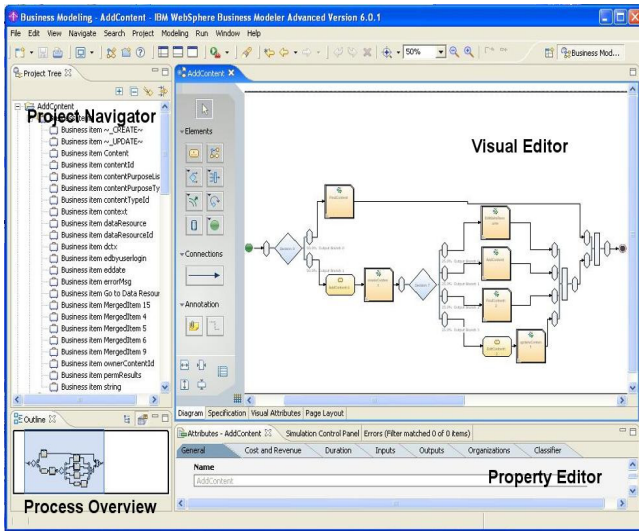 Business Modeling - AddContent - IBM WebSphere Business Modeler Advanced Version 6.0.1
File Edit View Navigate Search Project Modeling Run Window Help
50%
Business Mod...
Project Tree
AddContent
Project Navigator
Business item ~_CREATE~
Business item ~_UPDATE~
Business item Content
Business item contentId
Business item contentPurposeLis
Business item contentPurposeTy
Business item contentTypeId
Business item context
Business item dataResource
Business item dataResourceId
Business item dctx
Business item edbyuserlogin
Business item eddate
Business item errorMsg
Business item Go to Data Resour
Business item MergedItem 15
Business item MergedItem 4
Business item MergedItem 5
Business item MergedItem 6
Business item MergedItem 9
Business item ownerContentId
Business item permResults
Business item string
Outline
Process Overview
AddContent
Elements
Connections
Annotation
Visual Editor
Diagram Specification Visual Attributes Page Layout
Attributes - AddContent Simulation Control Panel Errors (Filter matched 0 of 0 items)
General Cost and Revenue Duration Inputs Outputs Organizations Classifier
Name
AddContent
Property Editor